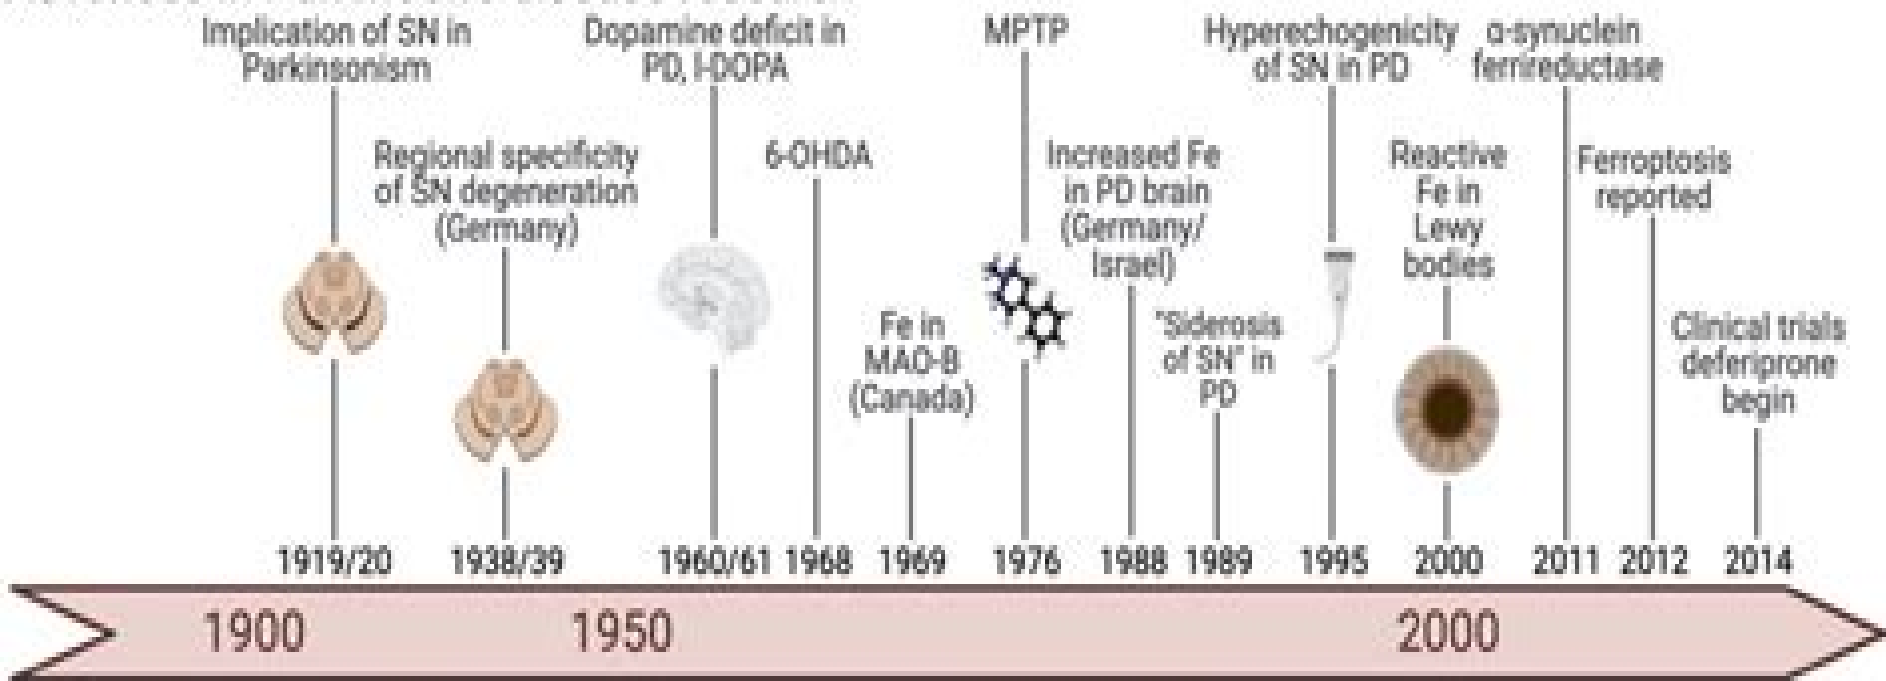 Implication of SN in
Parkinsonism
Regional specificity
of SN degeneration
(Germany)
Dopamine deficit in
PD, l-DOPA
6-OHDA
Fe in
MAO-B
(Canada)
MPTP
Increased Fe
in PD brain
(Germany/
Israel)
"Siderosis
of SN" in
PD
Hyperechogenicity
of SN in PD
Reactive
Fe in
Lewy
bodies
α-synuclein
ferrireductase
Ferroptosis
reported
Clinical trials
deferiprone
begin
1919/20 1938/39 1960/61 1968 1969 1976 1988 1989 1995 2000 2011 2012 2014
1900 1950 2000